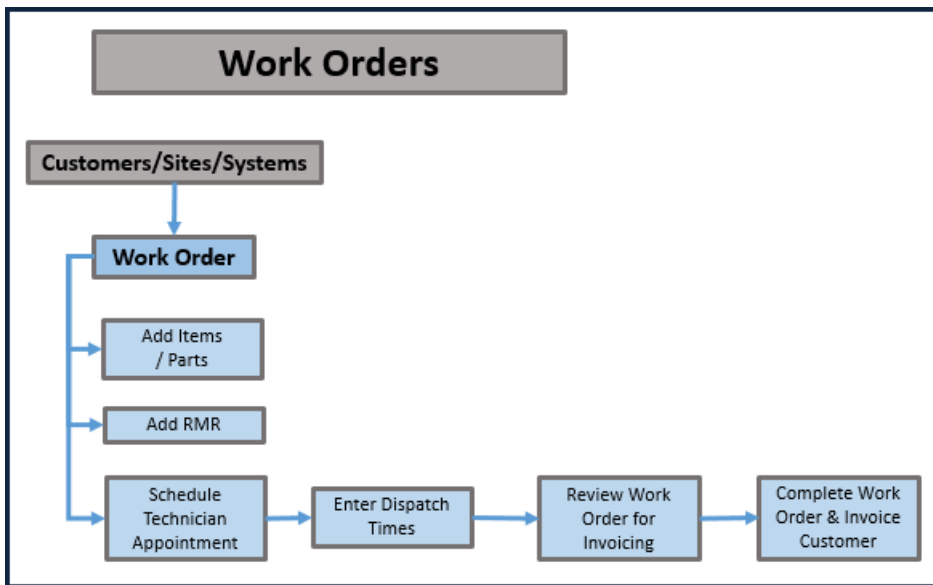 Work Orders
Customers/Sites/Systems
Work Order
Add Items
/ Parts
Add RMR
Schedule
Technician
Appointment
Enter Dispatch
Times
Review Work
Order for
Invoicing
Complete Work
Order & Invoice
Customer